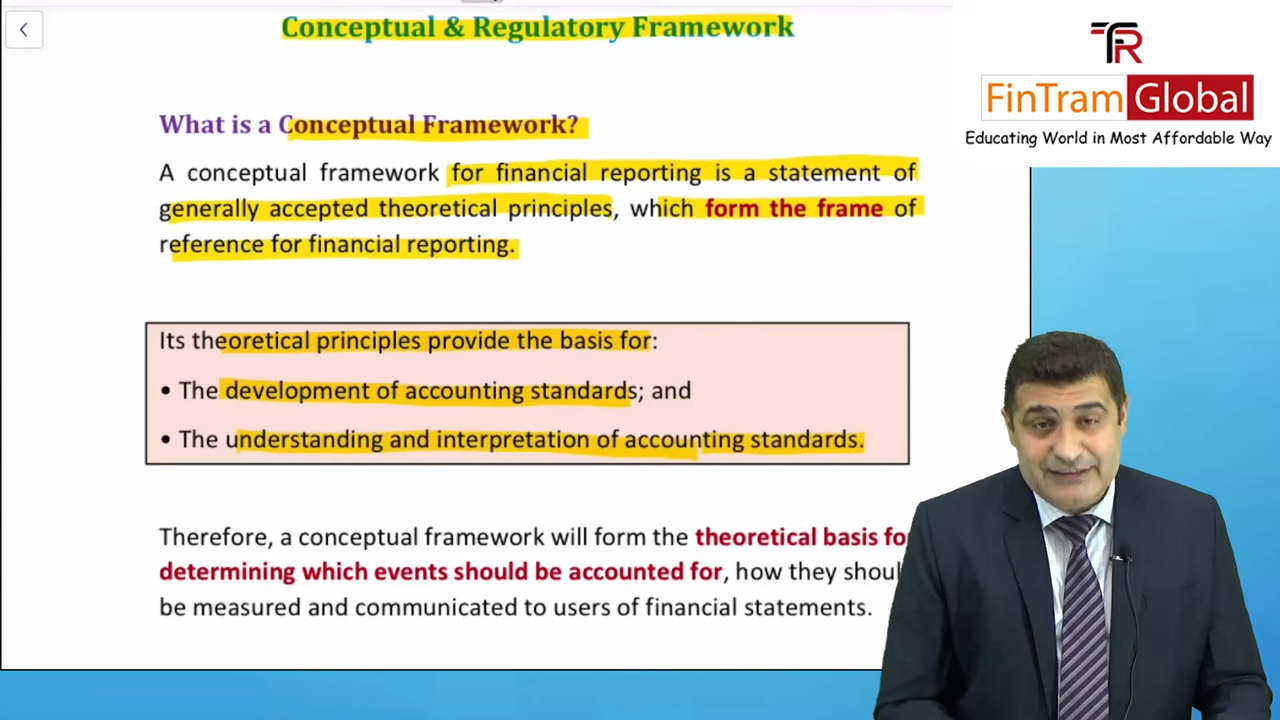 Conceptual & Regulatory Framework
TR
FinTram Global
Educating World in Most Affordable Way
What is a Conceptual Framework?
A conceptual framework for financial reporting is a statement of
generally accepted theoretical principles, which form the frame of
reference for financial reporting.
Its theoretical principles provide the basis for:
• The development of accounting standards; and
• The understanding and interpretation of accounting standards.
Therefore, a conceptual framework will form the theoretical basis fo
determining which events should be accounted for, how they shoul
be measured and communicated to users of financial statements.